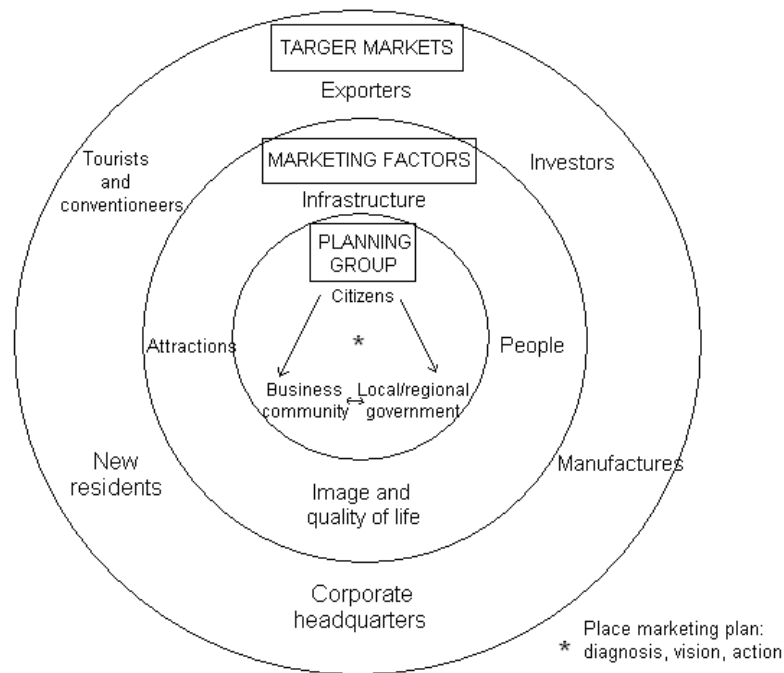 TARGER MARKETS
Exporters
Tourists
and
conventioneers
MARKETING FACTORS
Investors
Infrastructure
PLANNING
GROUP
Citizens
Attractions
*
People
Business
community
Local/regional
government
New
residents
Manufactures
Image and
quality of life
Corporate
headquarters
Place marketing plan:
* diagnosis, vision, action